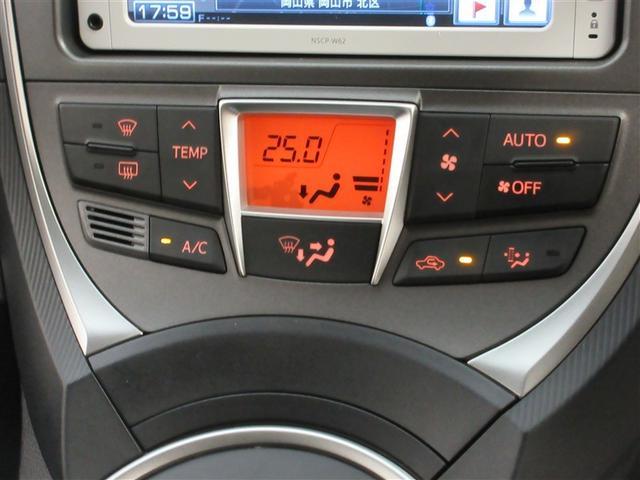 岡山県 岡山市 北区
17:59
F--:--
NSCP-W62
TEMP
AUTO
25.0
OFF
A/C